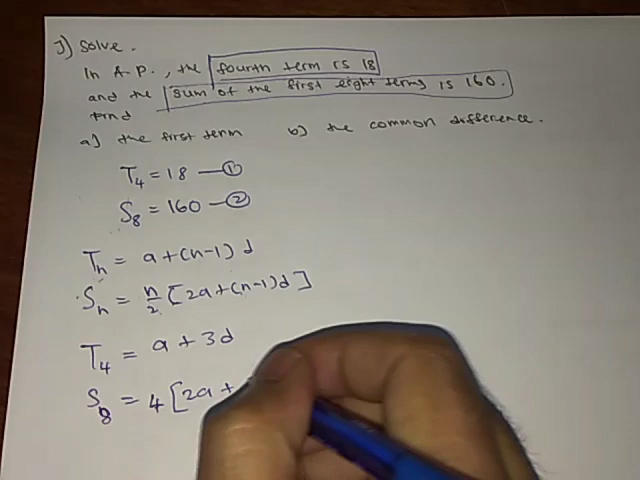 J) Solve.
In A.P., the fourth term is 18
and the sum of the first eight terms is 160.
Find
a) the first term b) the common difference.
T4 = 18 — ①
S8 = 160 — ②
Tn = a+(n-1)d
Sn = n/2 [2a+(n-1)d]
T4 = a + 3d
S8 = 4 [2a +